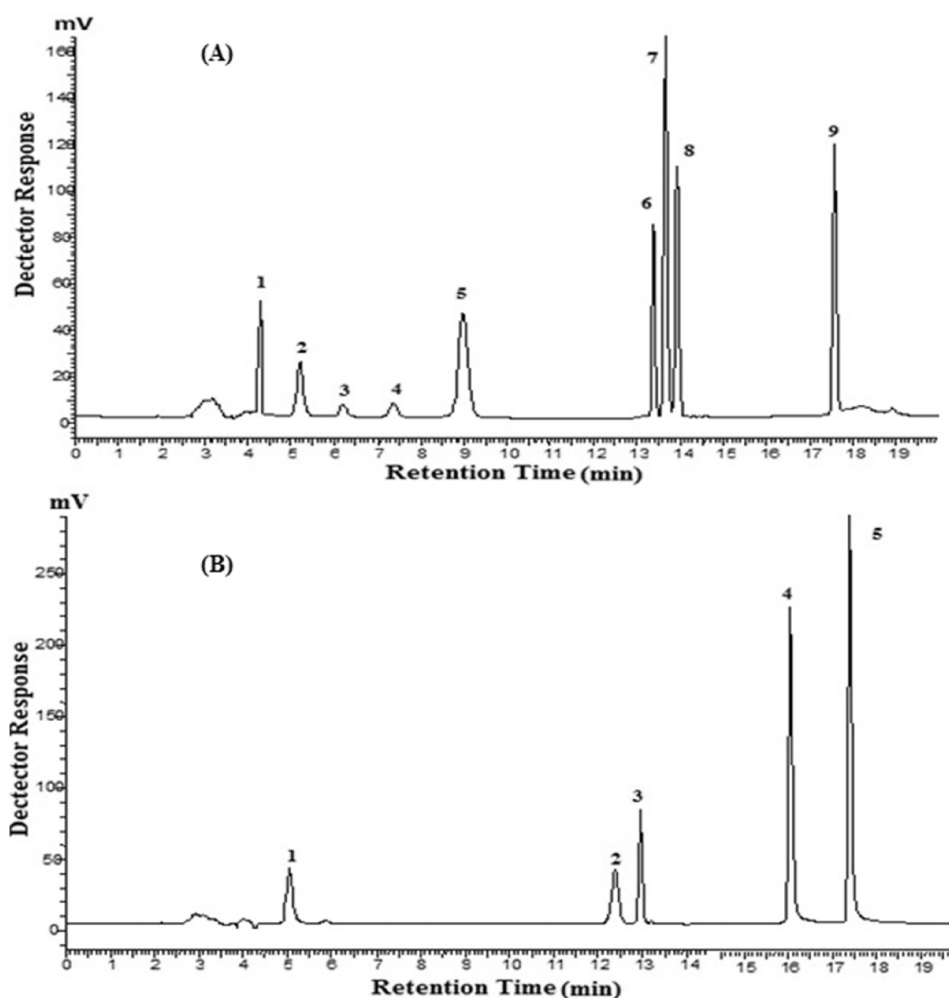 mV
(A)
160
140
120
100
80
60
40
20
0
Dectector Response
1
2
3
4
5
6
7
8
9
0 1 2 3 4 5 6 7 8 9 10 11 12 13 14 15 16 17 18 19
Retention Time (min)
mV
(B)
250
200
150
100
50
0
Dectector Response
1
2
3
4
5
0 1 2 3 4 5 6 7 8 9 10 11 12 13 14 15 16 17 18 19
Retention Time (min)